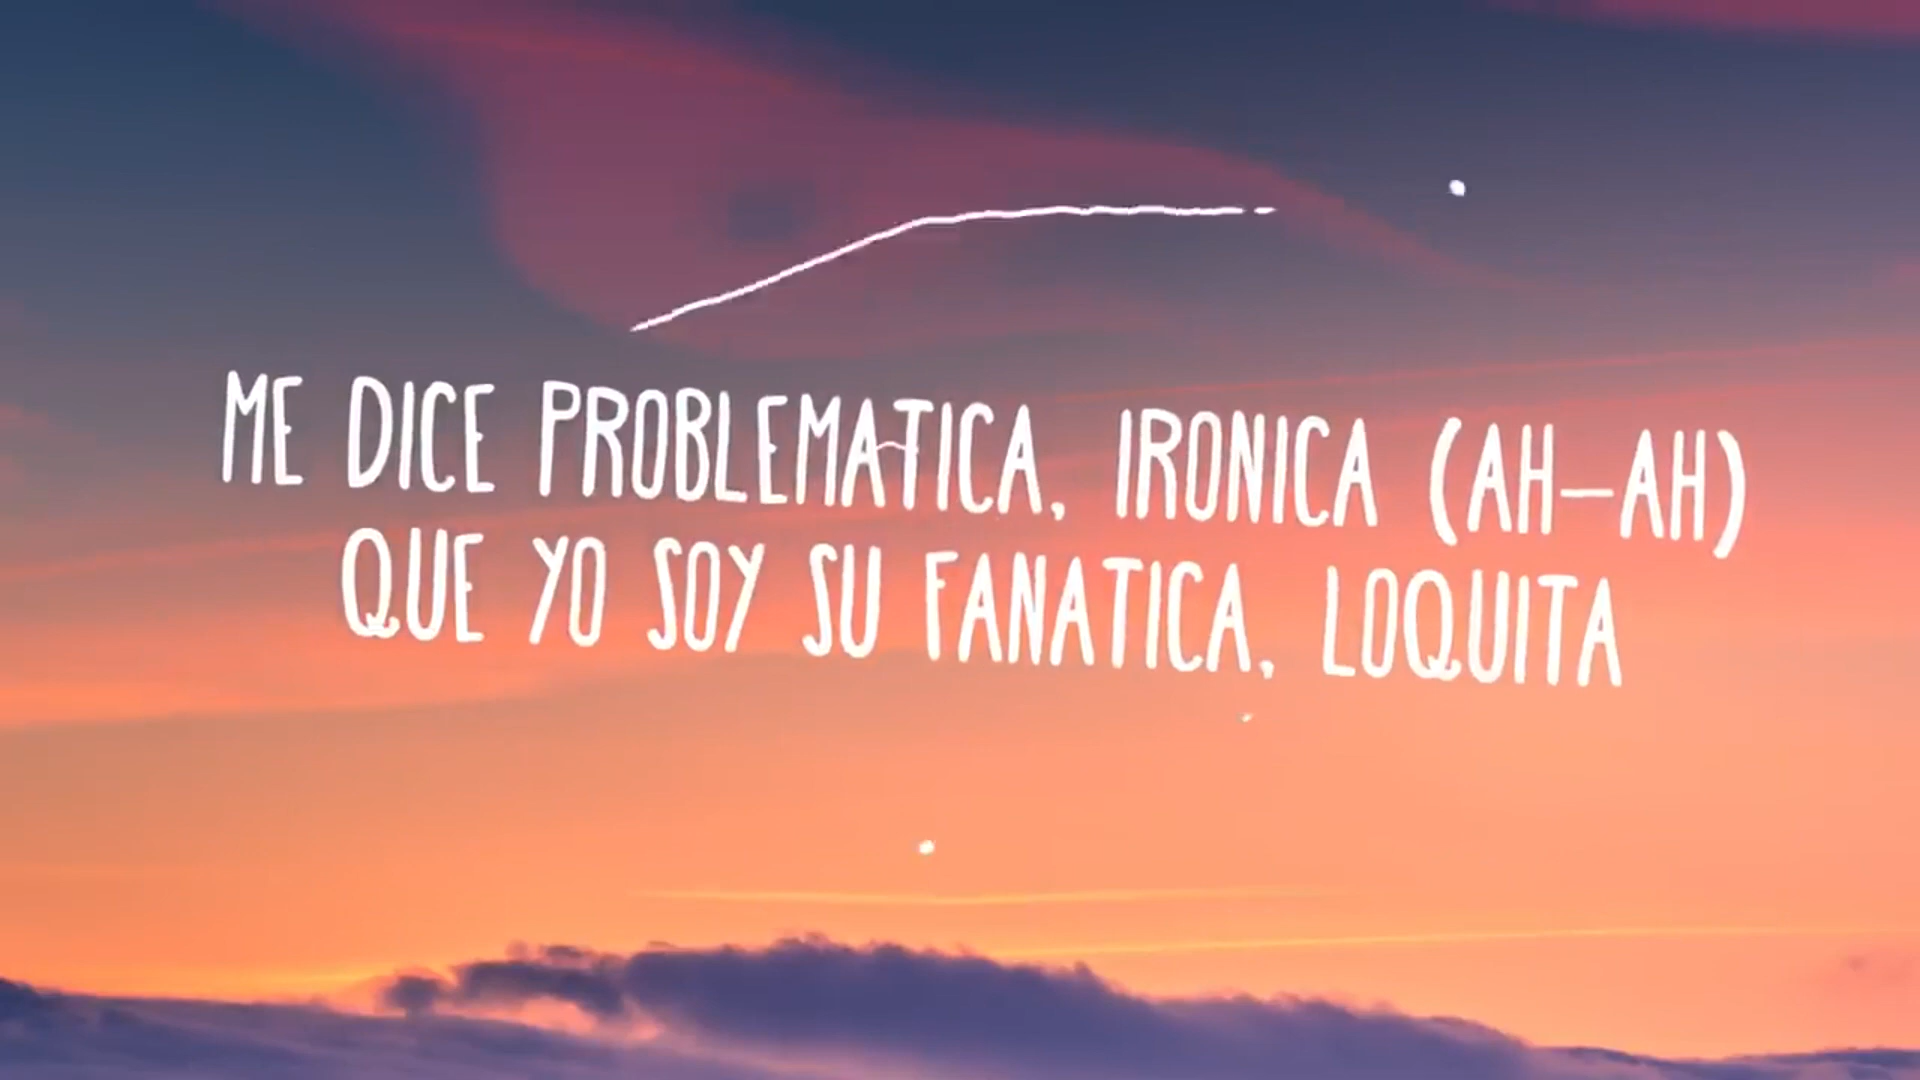 ME DICE PROBLEMATICA, IRONICA (AH-AH)
QUE YO SOY SU FANATICA, LOQUITA